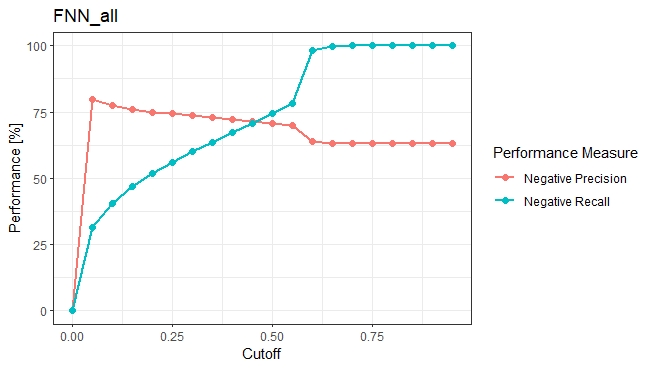 FNN_all
Performance [%]
100
75
50
25
0
0.00
0.25
0.50
0.75
Cutoff
Performance Measure
Negative Precision
Negative Recall